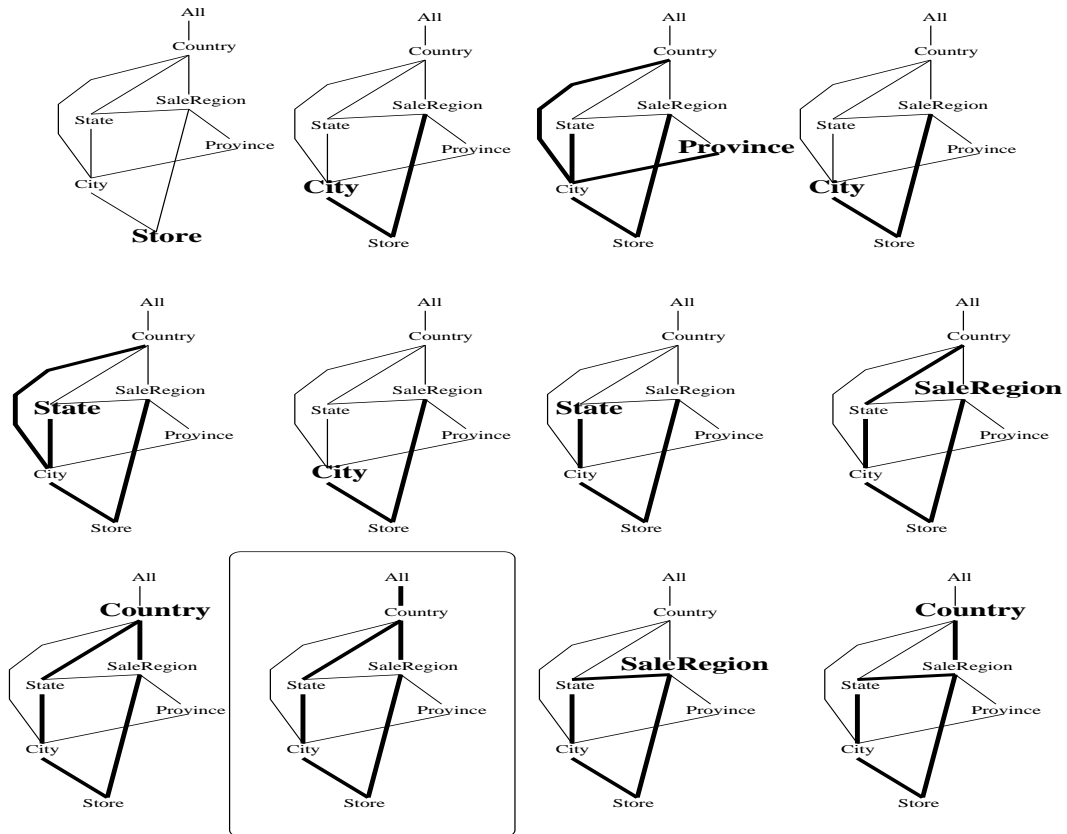 All
Country
SaleRegion
State
Province
City
Store
All
Country
SaleRegion
State
Province
City
Store
All
Country
SaleRegion
State
Province
City
Store
All
Country
SaleRegion
State
Province
City
Store
All
Country
SaleRegion
State
Province
City
Store
All
Country
SaleRegion
State
Province
City
Store
All
Country
SaleRegion
State
Province
City
Store
All
Country
SaleRegion
State
Province
City
Store
All
Country
SaleRegion
State
Province
City
Store
All
Country
SaleRegion
State
Province
City
Store
All
Country
SaleRegion
State
Province
City
Store
All
Country
SaleRegion
State
Province
City
Store